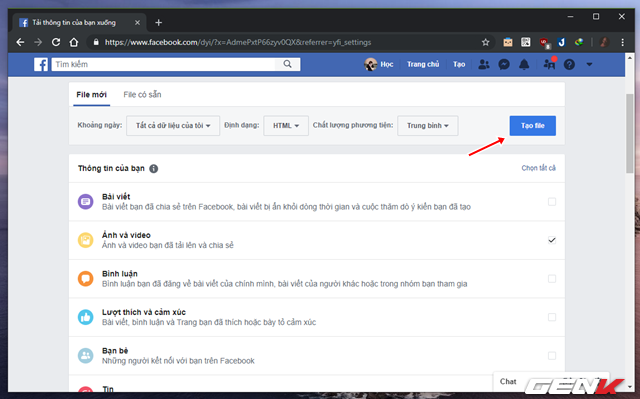 Tải thông tin của bạn xuống
https://www.facebook.com/dyi/?x=AdmePxtP66zyv0QX&referrer=yfi_settings
Tìm kiếm
Học Trang chủ Tạo
File mới File có sẵn
Khoảng ngày: Tất cả dữ liệu của tôi Định dạng: HTML Chất lượng phương tiện: Trung bình Tạo file
Thông tin của bạn Chọn tất cả
Bài viết
Bài viết bạn đã chia sẻ trên Facebook, bài viết bị ẩn khỏi dòng thời gian và cuộc thăm dò ý kiến bạn đã tạo
Ảnh và video
Ảnh và video bạn đã tải lên và chia sẻ
Bình luận
Bình luận bạn đã đăng về bài viết của chính mình, bài viết của người khác hoặc trong nhóm bạn tham gia
Lượt thích và cảm xúc
Bài viết, bình luận và Trang bạn đã thích hoặc bày tỏ cảm xúc
Bạn bè
Những người kết nối với bạn trên Facebook
Tin
Chat
GENK